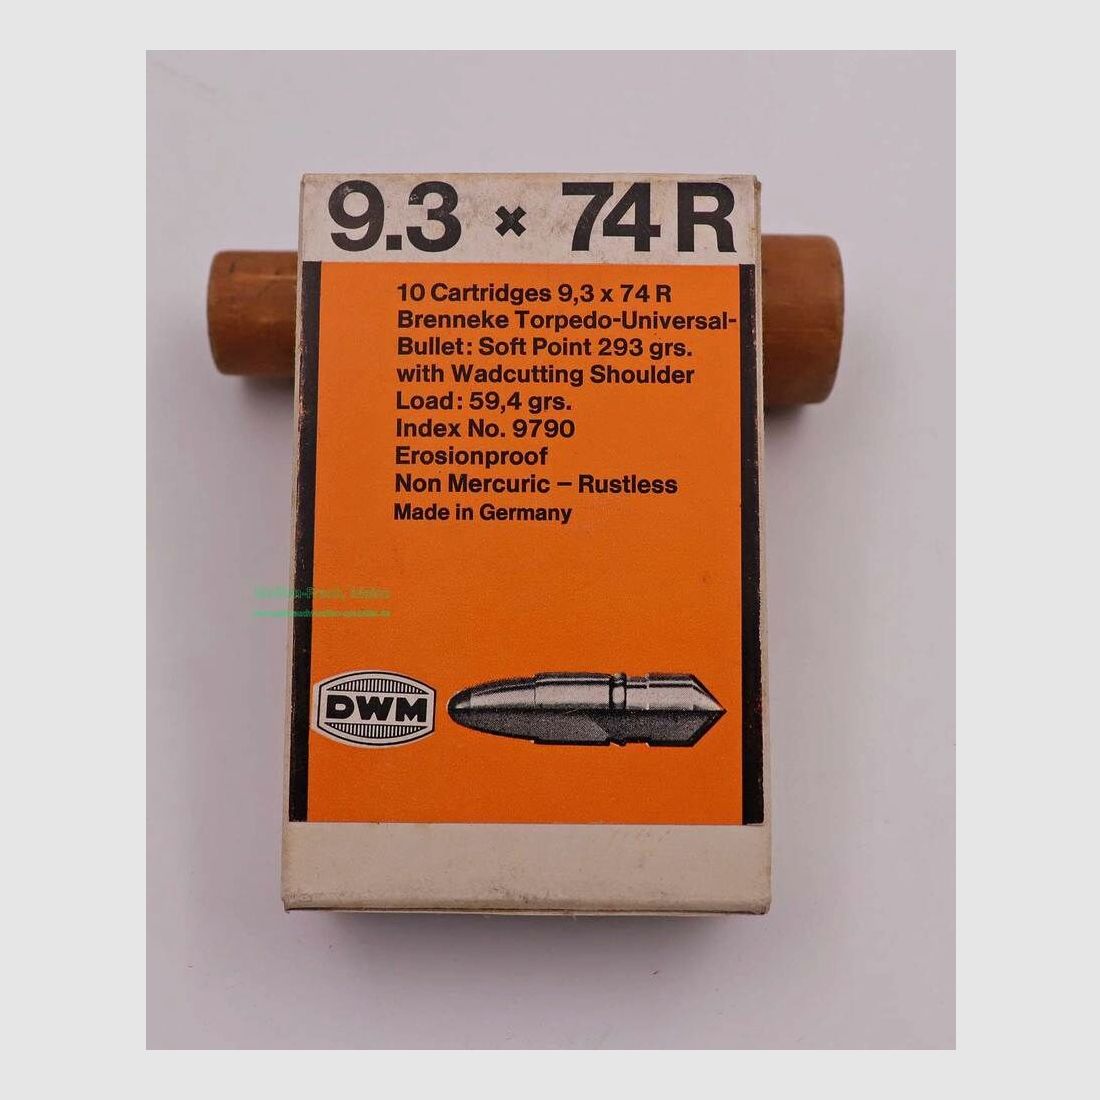 9.3 x 74 R
10 Cartridges 9,3 x 74 R
Brenneke Torpedo-Universal-
Bullet: Soft Point 293 grs.
with Wadcutting Shoulder
Load: 59,4 grs.
Index No. 9790
Erosionproof
Non Mercuric – Rustless
Made in Germany
DWM